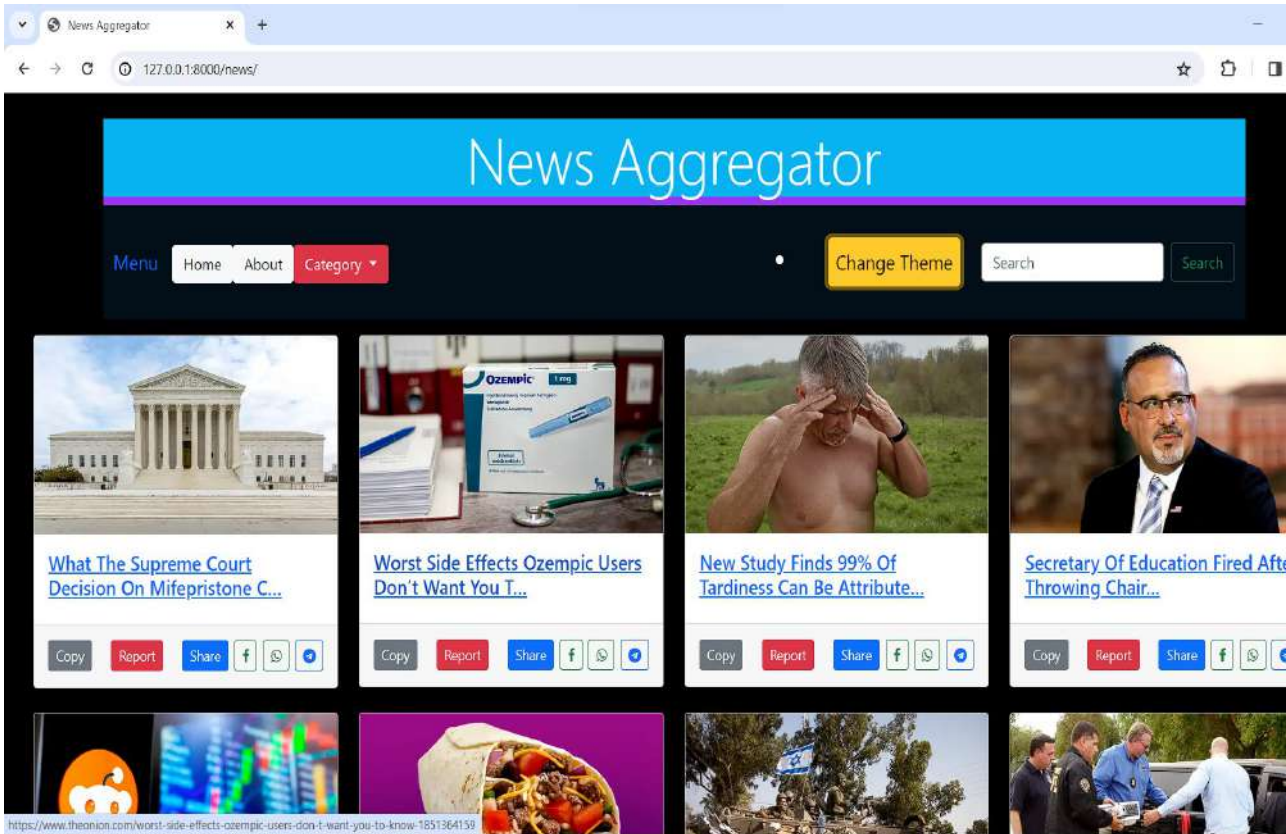 News Aggregator
127.0.0.1:8000/news/
News Aggregator
Menu Home About Category Change Theme Search Search
OZEMPIC 1 mg
What The Supreme Court
Decision On Mifepristone C...
Worst Side Effects Ozempic Users
Don't Want You T...
New Study Finds 99% Of
Tardiness Can Be Attribute...
Secretary Of Education Fired Afte
Throwing Chair...
Copy Report Share
Copy Report Share
Copy Report Share
Copy Report Share
https://www.theonion.com/worst-side-effects-ozempic-users-don-t-want-you-to-know-1851364159